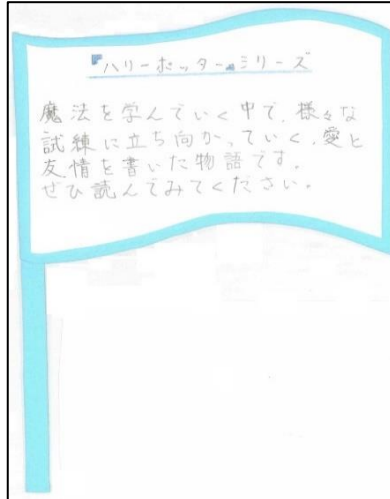 『ハリーポッター』シリーズ
魔法を学んでいく中で、様々な
試練に立ち向かっていく、愛と
友情を書いた物語です。
ぜひ読んでみてください。